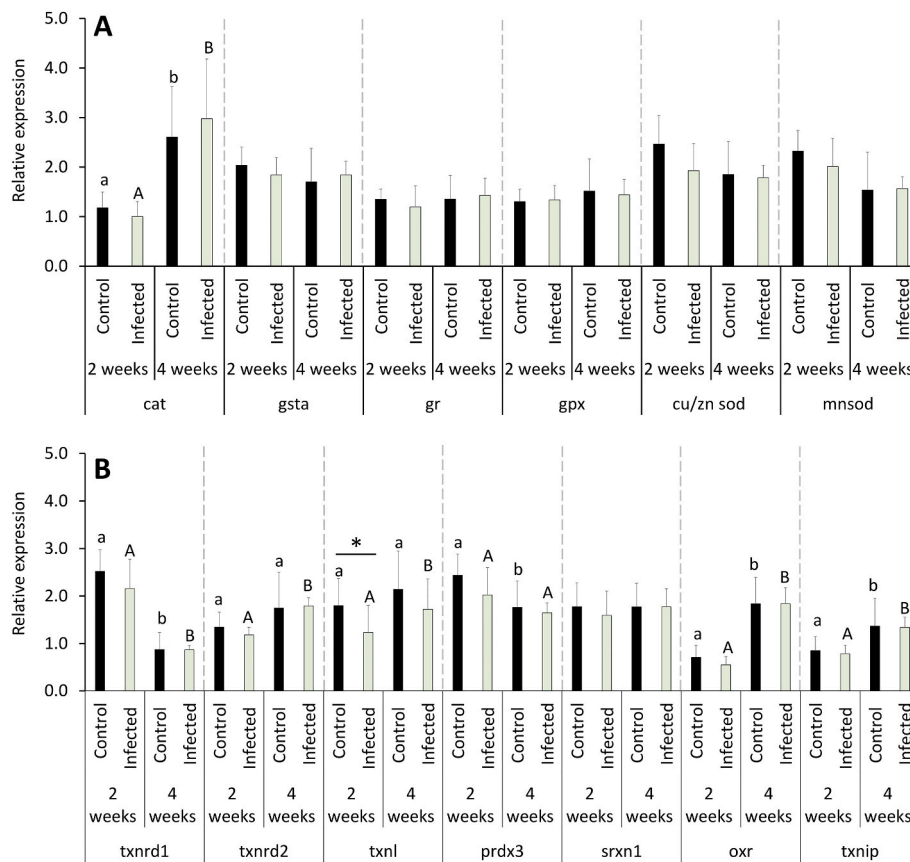 A
Relative expression
5.0
4.0
3.0
2.0
1.0
0.0
a A b B
Control Infected Control Infected Control Infected Control Infected Control Infected Control Infected Control Infected Control Infected Control Infected Control Infected Control Infected Control Infected
2 weeks 4 weeks 2 weeks 4 weeks 2 weeks 4 weeks 2 weeks 4 weeks 2 weeks 4 weeks 2 weeks 4 weeks
cat gsta gr gpx cu/zn sod mnsod
B
Relative expression
5.0
4.0
3.0
2.0
1.0
0.0
a A b B a A a B a * A a B a A b A a A b B a A b B
Control Infected Control Infected Control Infected Control Infected Control Infected Control Infected Control Infected Control Infected Control Infected Control Infected Control Infected Control Infected Control Infected Control Infected
2 4 2 4 2 4 2 4 2 4 2 4 2 4
weeks weeks weeks weeks weeks weeks weeks weeks weeks weeks weeks weeks weeks weeks
txnrd1 txnrd2 txnl prdx3 srxn1 oxr txnip